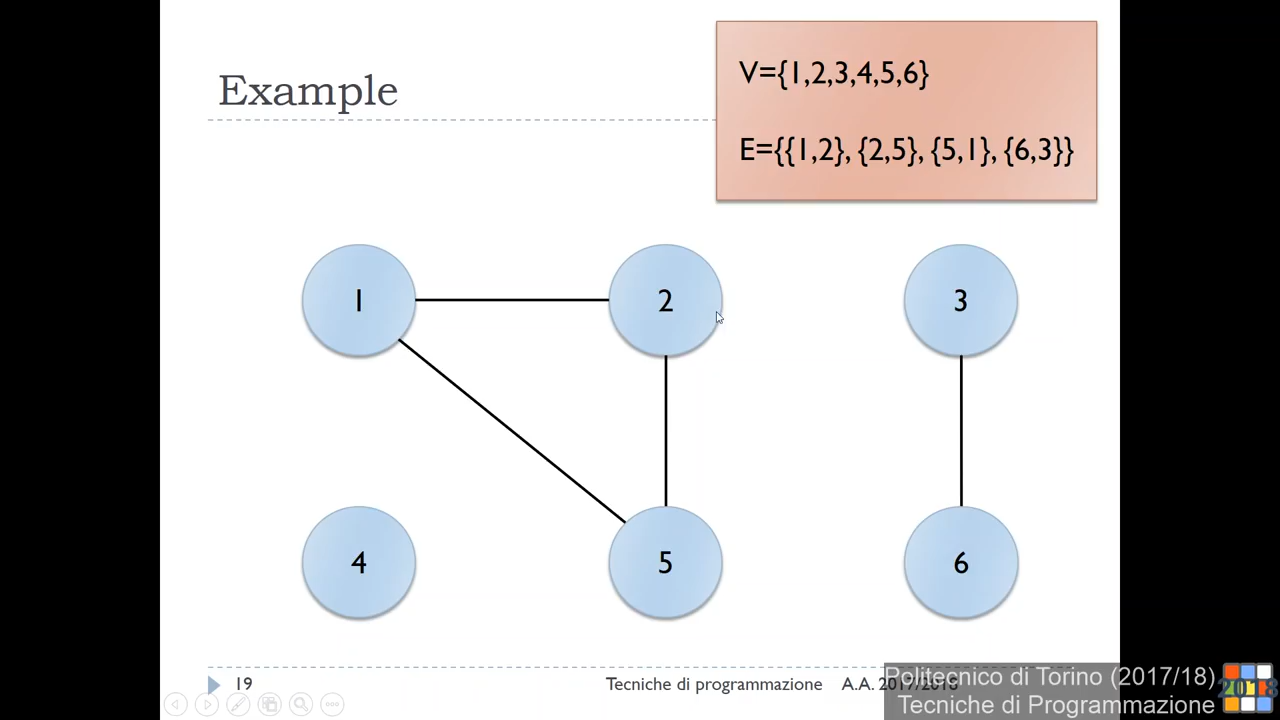 Example
V={1,2,3,4,5,6}
E={{1,2}, {2,5}, {5,1}, {6,3}}
1
2
3
4
5
6
19
Tecniche di programmazione
A.A. 2017/2018
Politecnico di Torino (2017/18)
Tecniche di Programmazione
2018